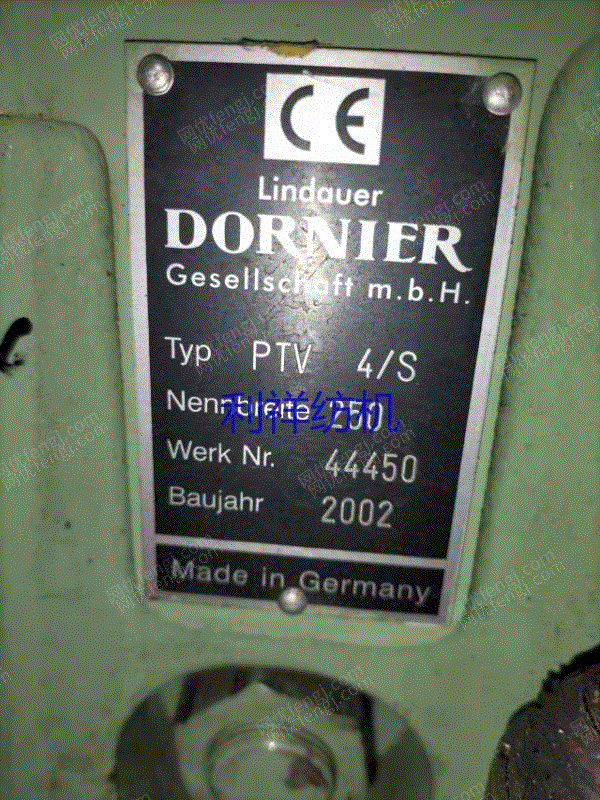 CE
Lindauer
DORNIER
Gesellschaft m.b.H.
Typ PTV 4/S
Nennbreite 250
利祥纺机
Werk Nr. 44450
Baujahr 2002
Made in Germany